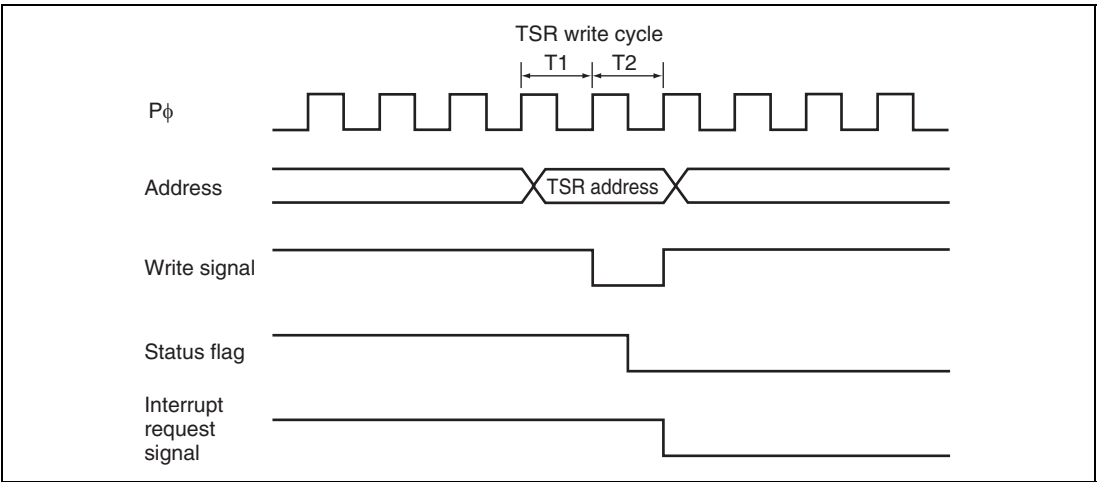 TSR write cycle
T1
T2
Pϕ
Address
TSR address
Write signal
Status flag
Interrupt
request
signal